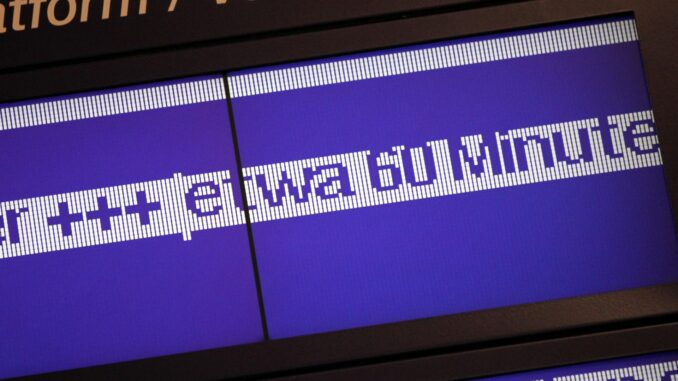 atform /
r +++ etwa 60 Minute